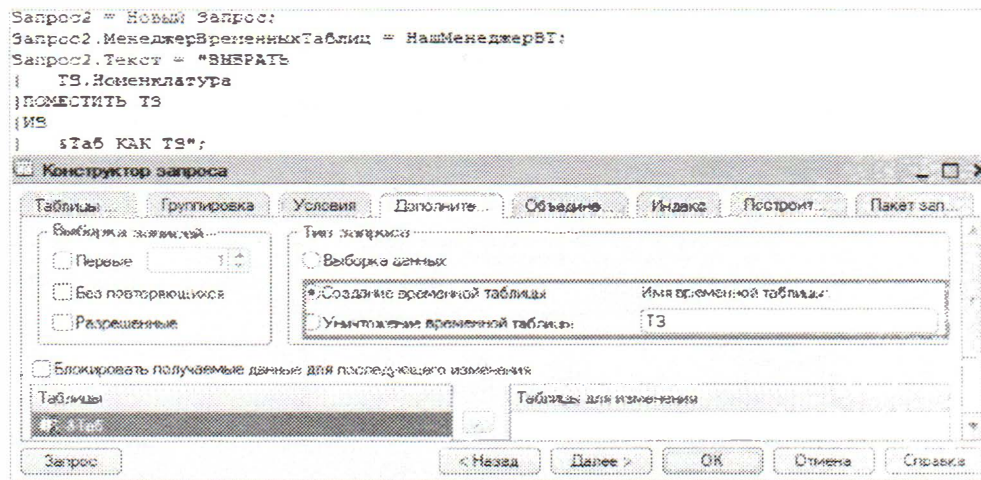 Запрос2 = Новый Запрос;
Запрос2.МенеджерВременныхТаблиц = НашМенеджерВТ;
Запрос2.Текст = "ВЫБРАТЬ
| ТЗ.Номенклатура
|ПОМЕСТИТЬ ТЗ
|ИЗ
| &Таб КАК ТЗ";
Конструктор запроса
Таблицы ... Группировка Условия Дополните... Объедине... Индекс Построит... Пакет зап...
Выборка записей Тип запроса
Первые 1 Выборка данных
Без повторяющихся Создание временной таблицы Имя временной таблицы:
Разрешенные Уничтожение временной таблицы ТЗ
Блокировать получаемые данные для последующего изменения
Таблицы Таблицы для изменения
&Таб
Запрос < Назад Далее > ОК Отмена Справка